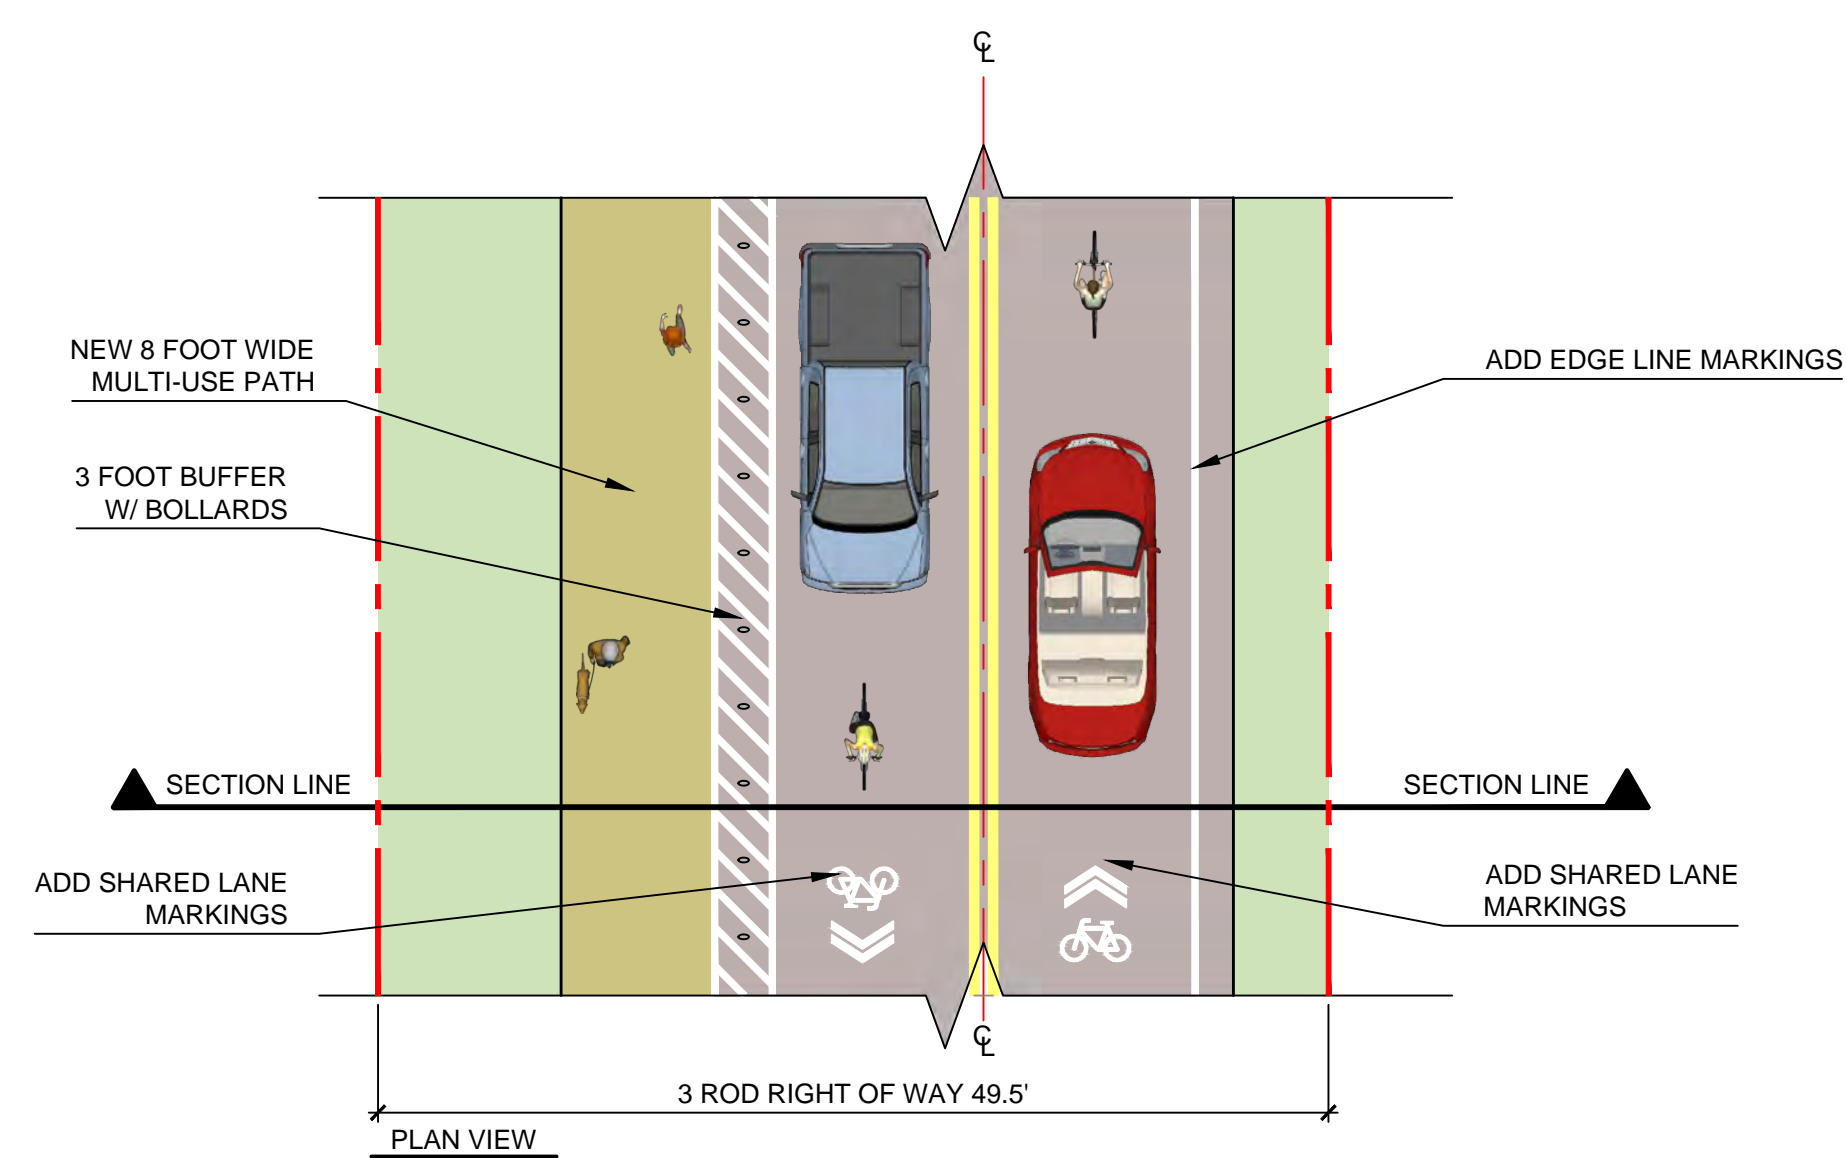 ℄
NEW 8 FOOT WIDE
MULTI-USE PATH
ADD EDGE LINE MARKINGS
3 FOOT BUFFER
W/ BOLLARDS
SECTION LINE
SECTION LINE
ADD SHARED LANE
MARKINGS
ADD SHARED LANE
MARKINGS
℄
3 ROD RIGHT OF WAY 49.5'
PLAN VIEW